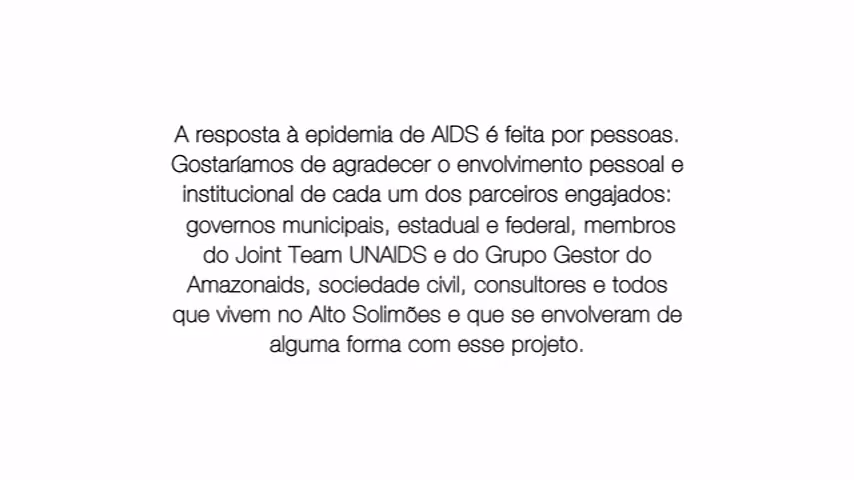 A resposta à epidemia de AIDS é feita por pessoas.
Gostaríamos de agradecer o envolvimento pessoal e
institucional de cada um dos parceiros engajados:
governos municipais, estadual e federal, membros
do Joint Team UNAIDS e do Grupo Gestor do
Amazonaids, sociedade civil, consultores e todos
que vivem no Alto Solimões e que se envolveram de
alguma forma com esse projeto.